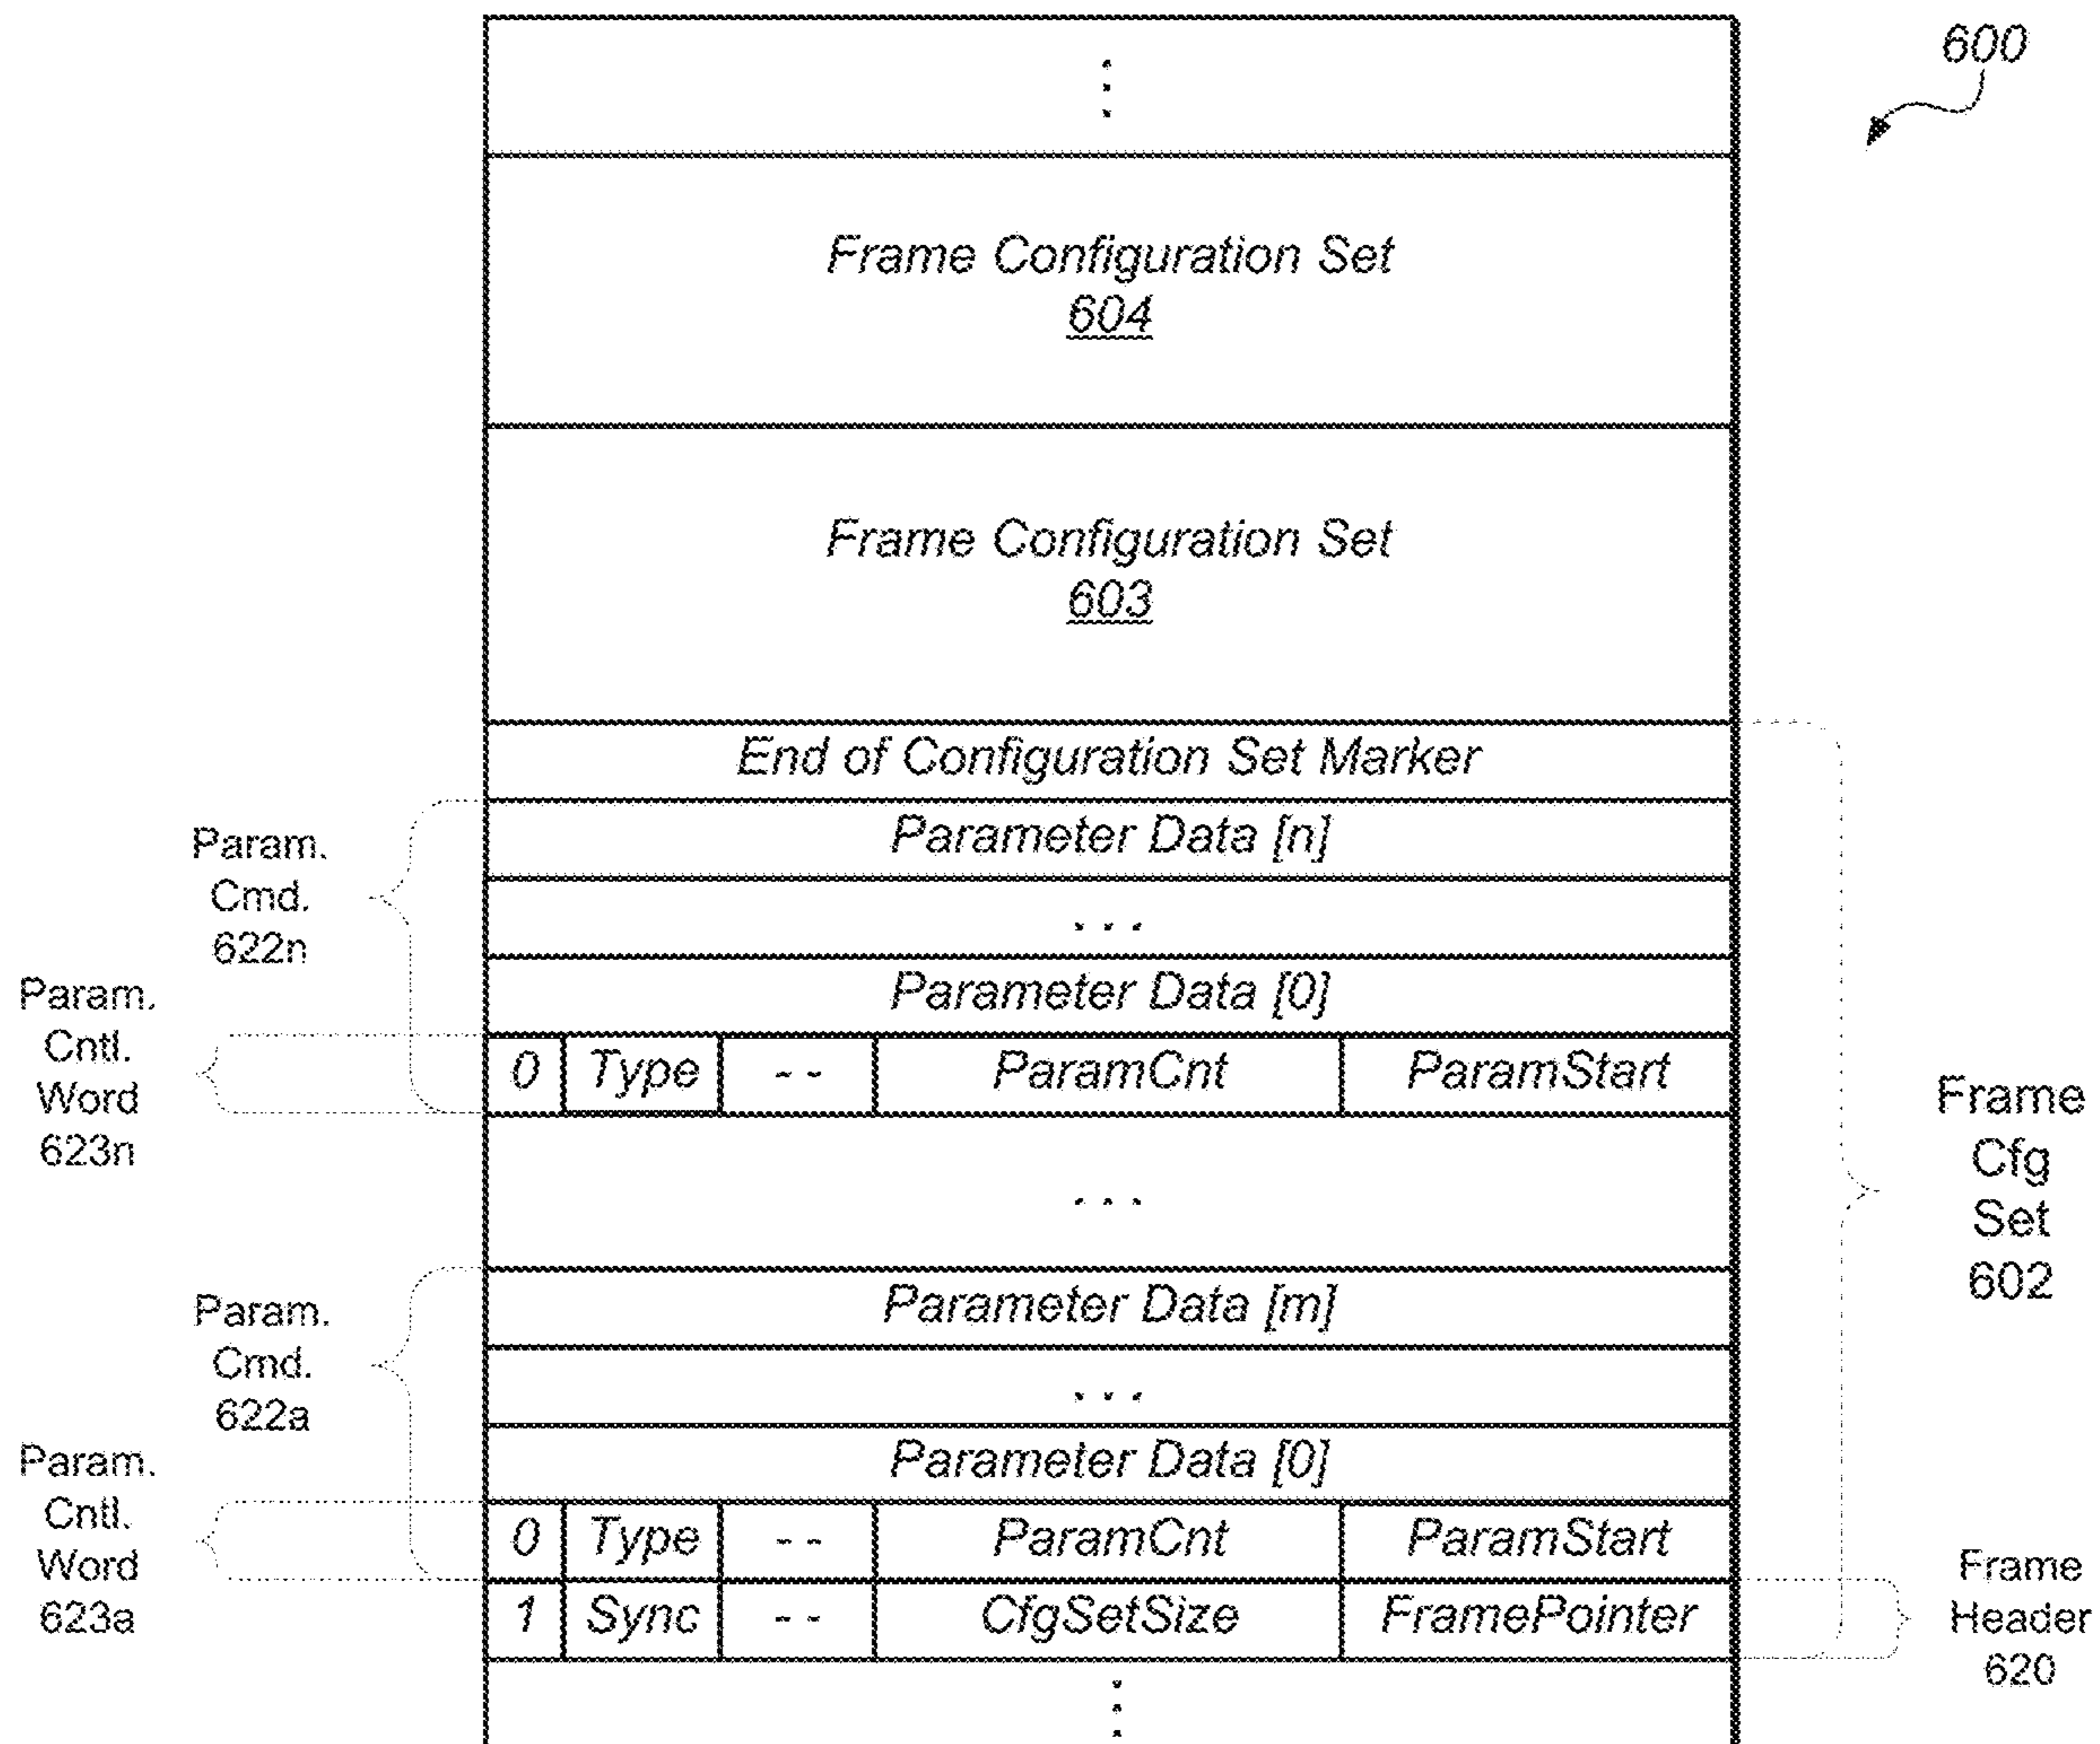 600
⋮
Frame Configuration Set
604
Frame Configuration Set
603
End of Configuration Set Marker
Param.
Cmd.
622n
Parameter Data [n]
. . .
Parameter Data [0]
Param.
Cntl.
Word
623n
0 Type -- ParamCnt ParamStart
. . .
Frame
Cfg
Set
602
Param.
Cmd.
622a
Parameter Data [m]
. . .
Parameter Data [0]
Param.
Cntl.
Word
623a
0 Type -- ParamCnt ParamStart
1 Sync -- CfgSetSize FramePointer
Frame
Header
620
⋮